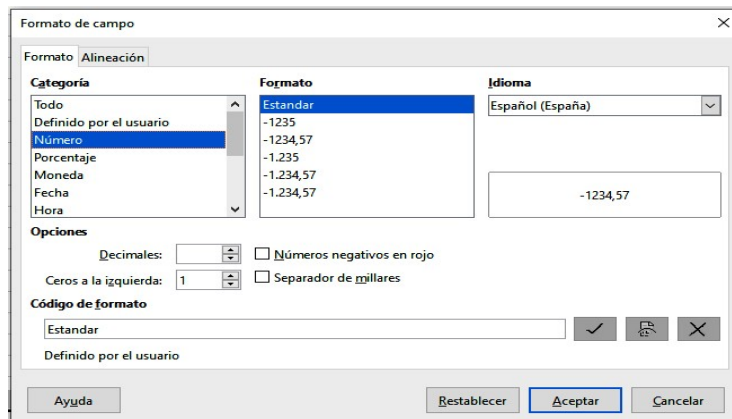 Formato de campo
Formato Alineación
Categoría
Todo
Definido por el usuario
Número
Porcentaje
Moneda
Fecha
Hora
Formato
Estandar
-1235
-1234,57
-1.235
-1.234,57
-1.234,57
Idioma
Español (España)
-1234,57
Opciones
Decimales:
Números negativos en rojo
Ceros a la izquierda: 1
Separador de millares
Código de formato
Estandar
Definido por el usuario
Ayuda Restablecer Aceptar Cancelar